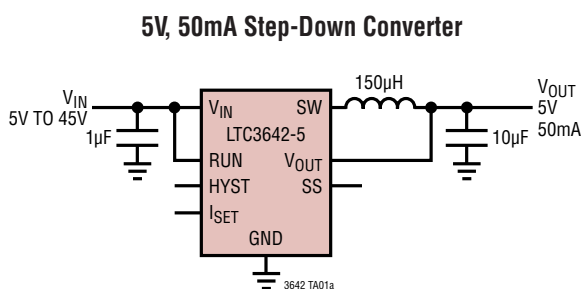 5V, 50mA Step-Down Converter
150µH
VIN
5V TO 45V
1µF
VIN
SW
LTC3642-5
RUN
VOUT
HYST
SS
ISET
GND
VOUT
5V
50mA
10µF
3642 TA01a